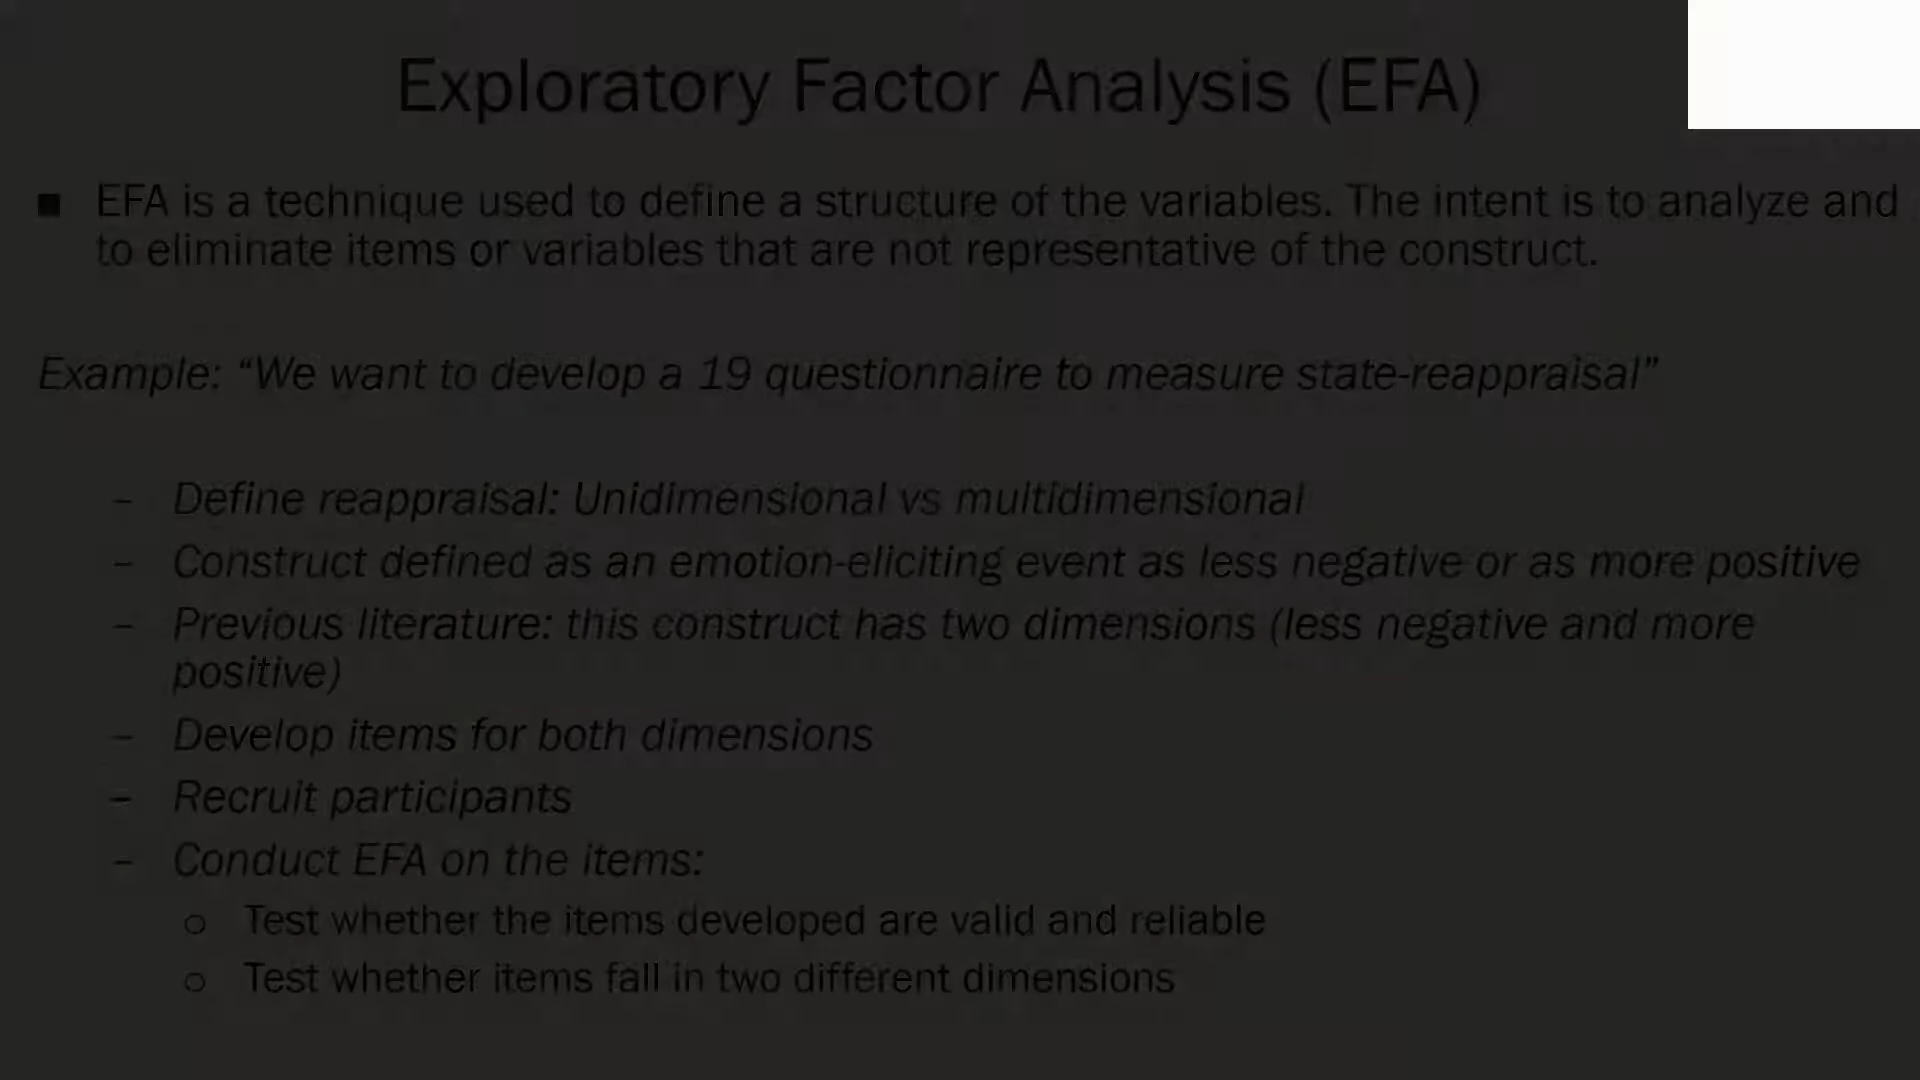 Exploratory Factor Analysis (EFA)
■ EFA is a technique used to define a structure of the variables. The intent is to analyze and
to eliminate items or variables that are not representative of the construct.
Example: “We want to develop a 19 questionnaire to measure state-reappraisal”
– Define reappraisal: Unidimensional vs multidimensional
– Construct defined as an emotion-eliciting event as less negative or as more positive
– Previous literature: this construct has two dimensions (less negative and more
positive)
– Develop items for both dimensions
– Recruit participants
– Conduct EFA on the items:
o Test whether the items developed are valid and reliable
o Test whether items fall in two different dimensions